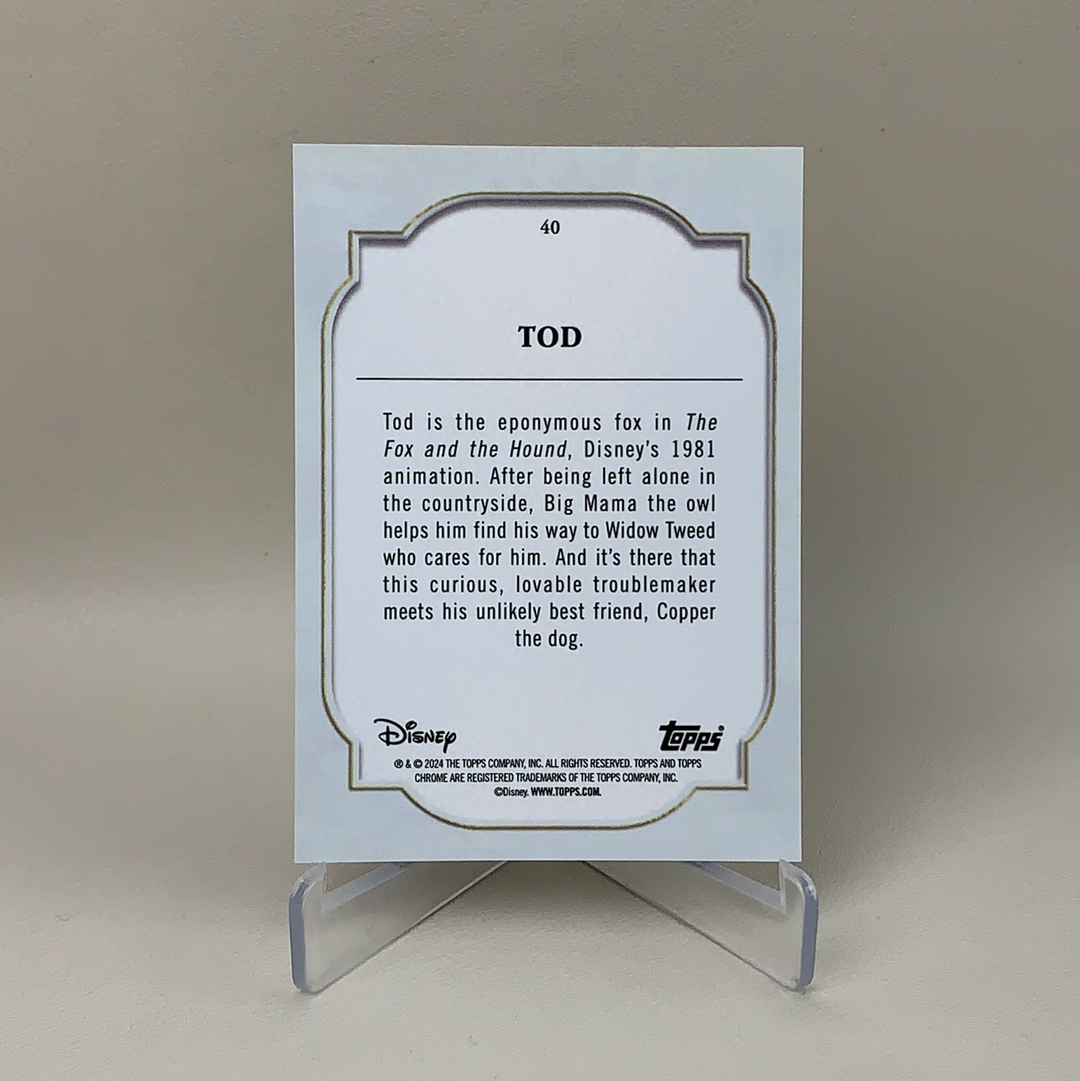 40
TOD
Tod is the eponymous fox in The
Fox and the Hound, Disney's 1981
animation. After being left alone in
the countryside, Big Mama the owl
helps him find his way to Widow Tweed
who cares for him. And it's there that
this curious, lovable troublemaker
meets his unlikely best friend, Copper
the dog.
Disney topps®
® & © 2024 THE TOPPS COMPANY, INC. ALL RIGHTS RESERVED. TOPPS AND TOPPS
CHROME ARE REGISTERED TRADEMARKS OF THE TOPPS COMPANY, INC.
©Disney. WWW.TOPPS.COM.